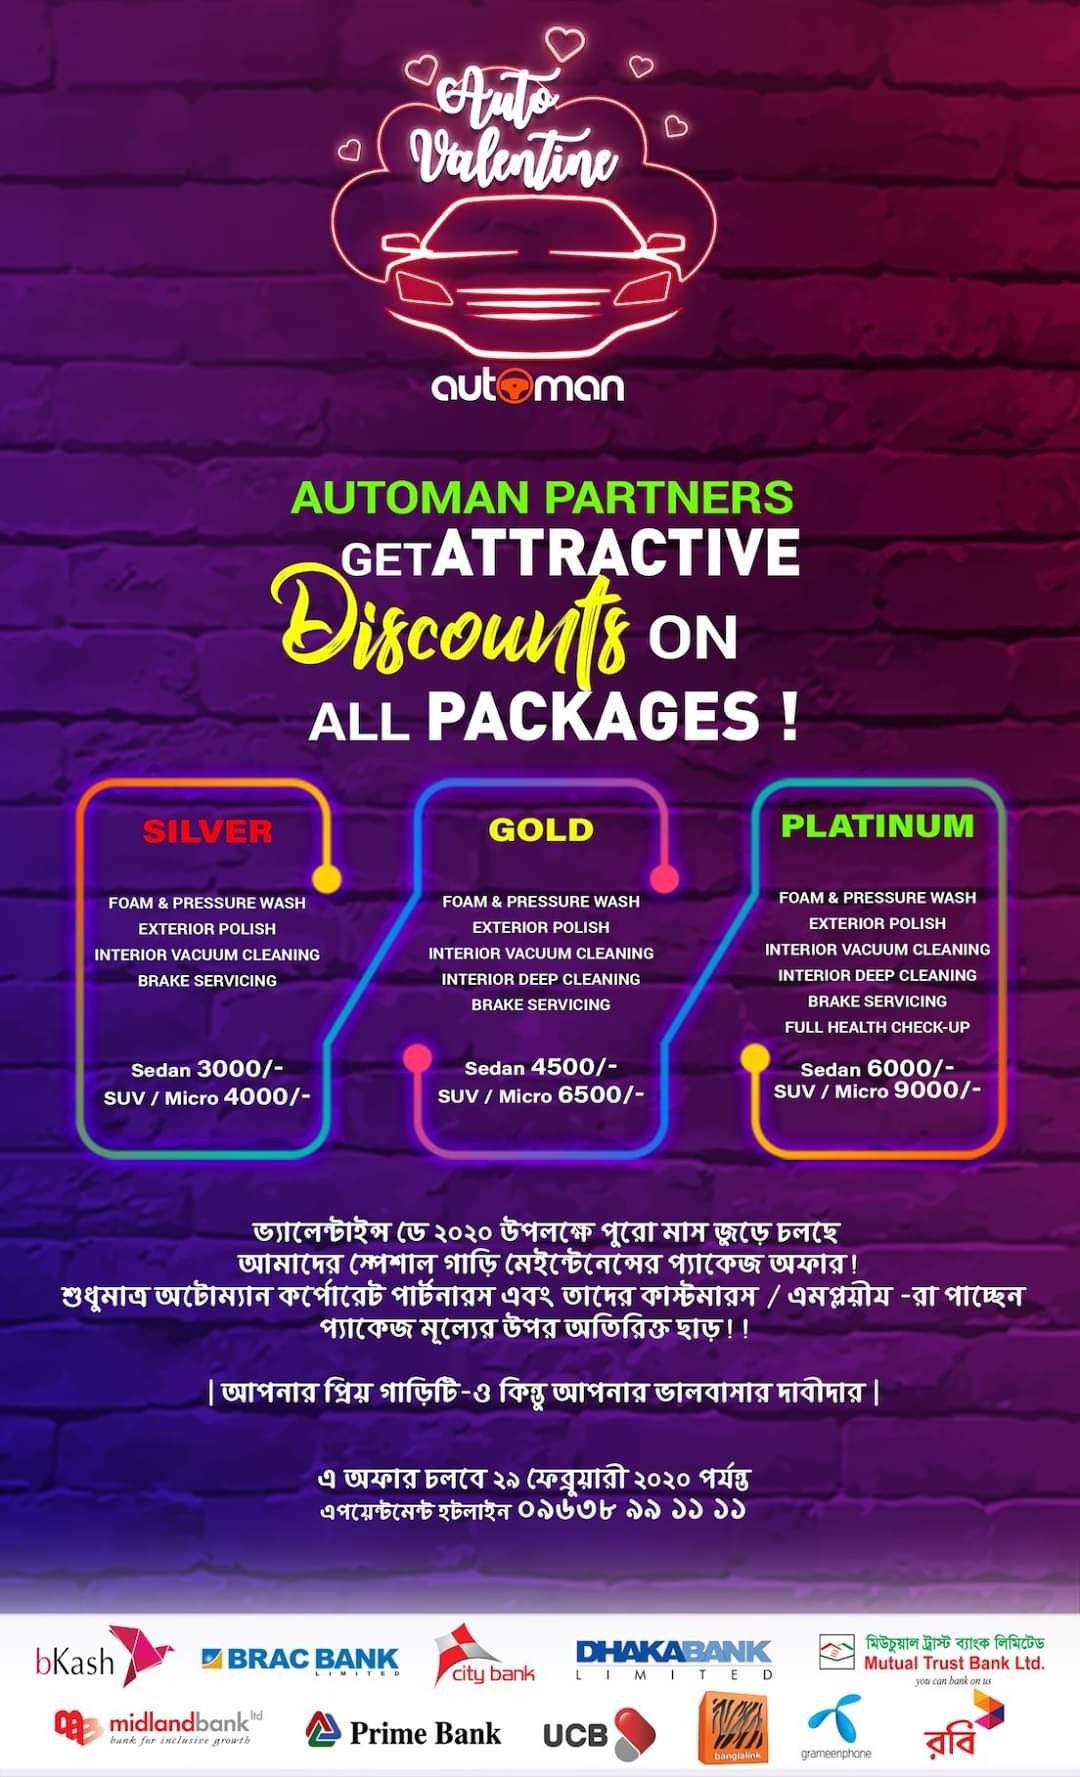 Auto
Valentine
automan
AUTOMAN PARTNERS
GET ATTRACTIVE
Discounts ON
ALL PACKAGES !
SILVER
FOAM & PRESSURE WASH
EXTERIOR POLISH
INTERIOR VACUUM CLEANING
BRAKE SERVICING
Sedan 3000/-
SUV / Micro 4000/-
GOLD
FOAM & PRESSURE WASH
EXTERIOR POLISH
INTERIOR VACUUM CLEANING
INTERIOR DEEP CLEANING
BRAKE SERVICING
Sedan 4500/-
SUV / Micro 6500/-
PLATINUM
FOAM & PRESSURE WASH
EXTERIOR POLISH
INTERIOR VACUUM CLEANING
INTERIOR DEEP CLEANING
BRAKE SERVICING
FULL HEALTH CHECK-UP
Sedan 6000/-
SUV / Micro 9000/-
ভ্যালেন্টাইন্স ডে ২০২০ উপলক্ষে পুরো মাস জুড়ে চলছে
আমাদের স্পেশাল গাড়ি মেইন্টেনেন্সের প্যাকেজ অফার!
শুধুমাত্র অটোম্যান কর্পোরেট পার্টনারস এবং তাদের কাস্টমারস / এমপ্লয়ীয -রা পাচ্ছেন
প্যাকেজ মূল্যের উপর অতিরিক্ত ছাড়!!
| আপনার প্রিয় গাড়িটি-ও কিন্তু আপনার ভালবাসার দাবীদার |
এ অফার চলবে ২৯ ফেব্রুয়ারী ২০২০ পর্যন্ত
এপয়েন্টমেন্ট হটলাইন ০৯৬৩৮ ৯৯ ১১ ১১
bKash
BRAC BANK
LIMITED
city bank
DHAKA BANK
LIMITED
মিউচুয়াল ট্রাস্ট ব্যাংক লিমিটেড
Mutual Trust Bank Ltd.
you can bank on us
midlandbank ltd
bank for inclusive growth
Prime Bank
UCB
banglalink
grameenphone
রবি